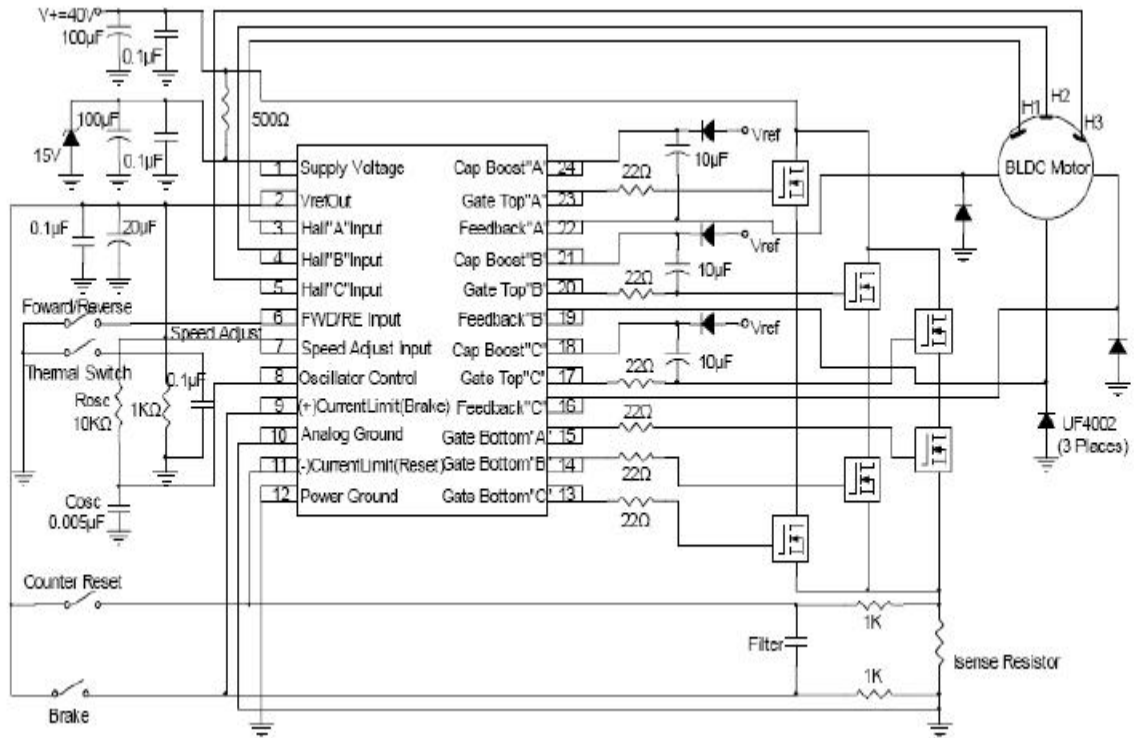 V+=40V
100µF
0.1µF
100µF
15V
0.1µF
500Ω
1 Supply Voltage
2 VrefOut
3 Hall"A"Input
4 Hall"B"Input
5 Hall"C"Input
6 FWD/RE Input
7 Speed Adjust Input
8 Oscillator Control
9 (+)CurrentLimit(Brake)
10 Analog Ground
11 (-)CurrentLimit(Reset)
12 Power Ground
Cap Boost"A" 24
Gate Top"A" 23
Feedback"A" 22
Cap Boost"B" 21
Gate Top"B" 20
Feedback"B" 19
Cap Boost"C" 18
Gate Top"C" 17
Feedback"C" 16
Gate Bottom"A" 15
Gate Bottom"B" 14
Gate Bottom"C" 13
0.1µF
20µF
Foward/Reverse
Speed Adjust
Thermal Switch
0.1µF
Rosc
10KΩ
1KΩ
Cosc
0.005µF
Counter Reset
Brake
Vref
10µF
22Ω
Vref
10µF
22Ω
Vref
10µF
22Ω
22Ω
22Ω
22Ω
H1
H2
H3
BLDC Motor
UF4002
(3 Places)
1K
Filter
Isense Resistor
1K